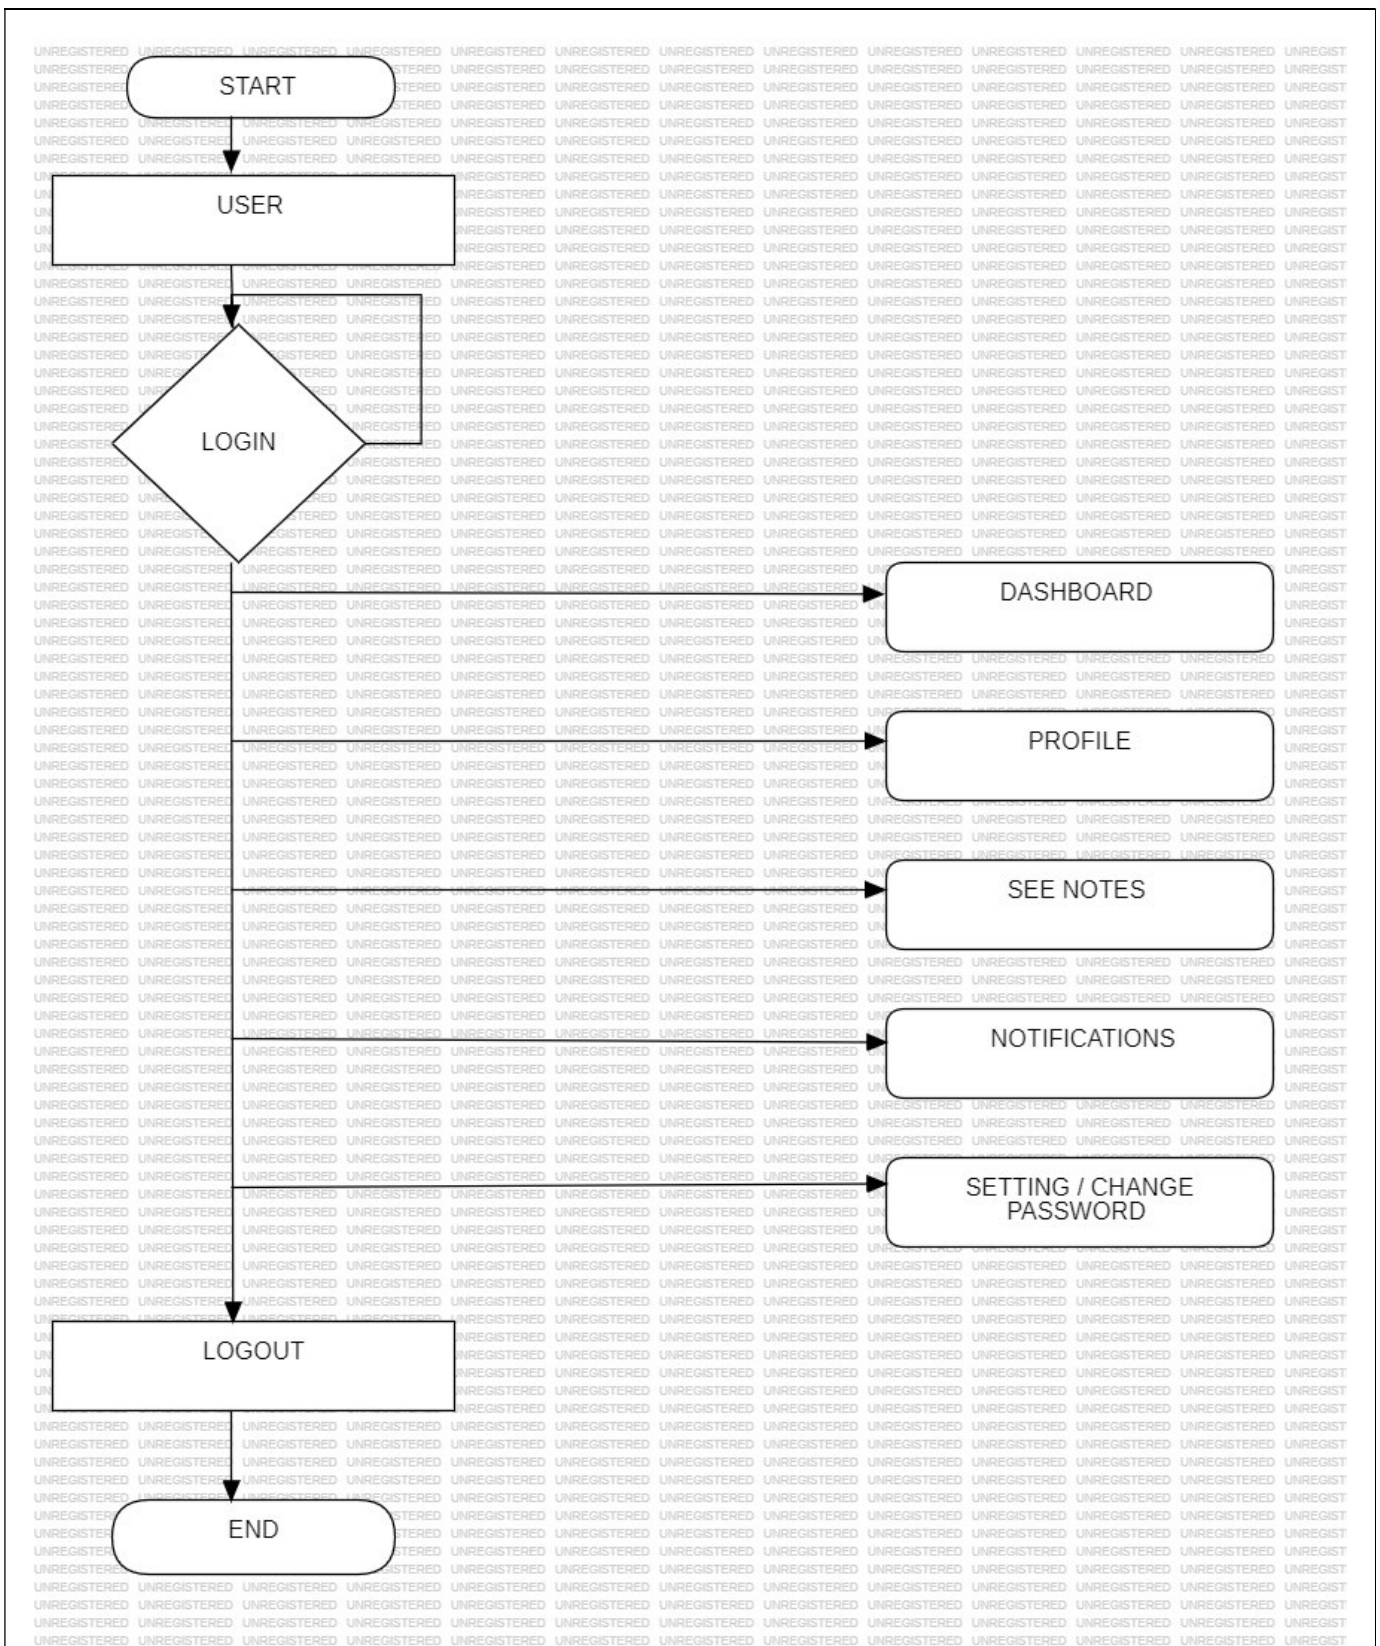 START
USER
LOGIN
DASHBOARD
PROFILE
SEE NOTES
NOTIFICATIONS
SETTING / CHANGE
PASSWORD
LOGOUT
END